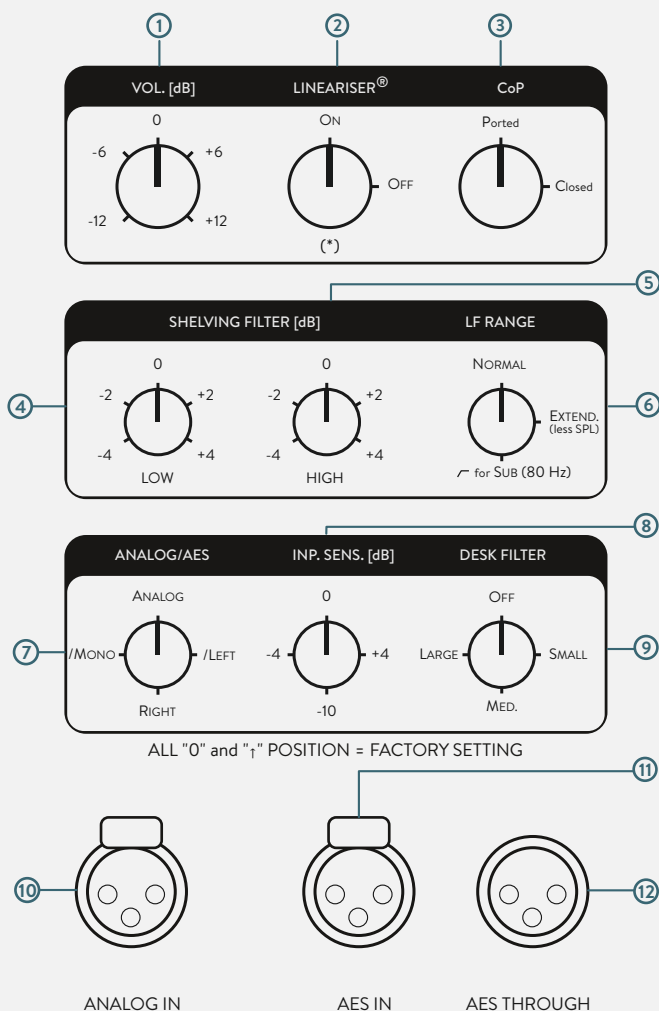 1 2 3
VOL. [dB] LINEARISER® CoP
0 ON Ported
-6 +6
OFF Closed
-12 +12
(*)
5
SHELVING FILTER [dB] LF RANGE
0 0 NORMAL
-2 +2 -2 +2
4 EXTEND. 6
(less SPL)
-4 +4 -4 +4
LOW HIGH for SUB (80 Hz)
8
ANALOG/AES INP. SENS. [dB] DESK FILTER
ANALOG 0 OFF
7 /MONO /LEFT -4 +4 LARGE SMALL 9
RIGHT -10 MED.
ALL "0" and "↑" POSITION = FACTORY SETTING
11
10 12
ANALOG IN AES IN AES THROUGH